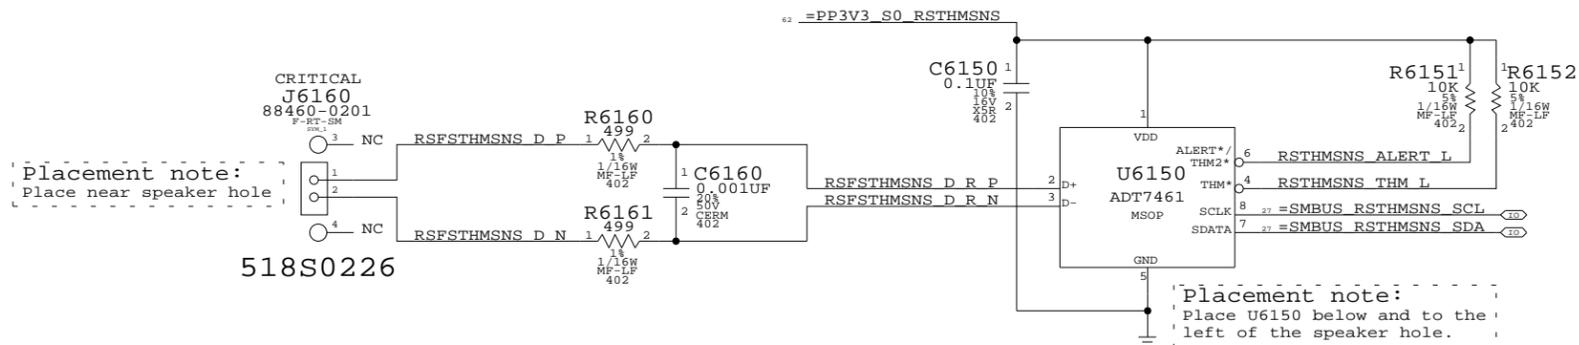 62 =PP3V3_S0_RSTHMSNS
CRITICAL
J6160
88460-0201
F-RT-SM
SYM_1
3 NC
1
2
4 NC
518S0226
Placement note:
Place near speaker hole
RSFSTHMSNS_D_P
RSFSTHMSNS_D_N
R6160
499
1 2
1%
1/16W
MF-LF
402
C6160
0.001UF
20%
50V
CERM
402
1
2
R6161
499
1 2
1%
1/16W
MF-LF
402
RSFSTHMSNS_D_R_P
RSFSTHMSNS_D_R_N
C6150
0.1UF
10%
16V
X5R
402
1
2
1
VDD
2 D+
3 D-
U6150
ADT7461
MSOP
ALERT*/
THM2*
6
THM*
4
SCLK
8
SDATA
7
GND
5
R6151
10K
5%
1/16W
MF-LF
402
1
2
R6152
10K
5%
1/16W
MF-LF
402
1
2
RSTHMSNS_ALERT_L
RSTHMSNS_THM_L
27 =SMBUS_RSTHMSNS_SCL IO
27 =SMBUS_RSTHMSNS_SDA IO
Placement note:
Place U6150 below and to the
left of the speaker hole.